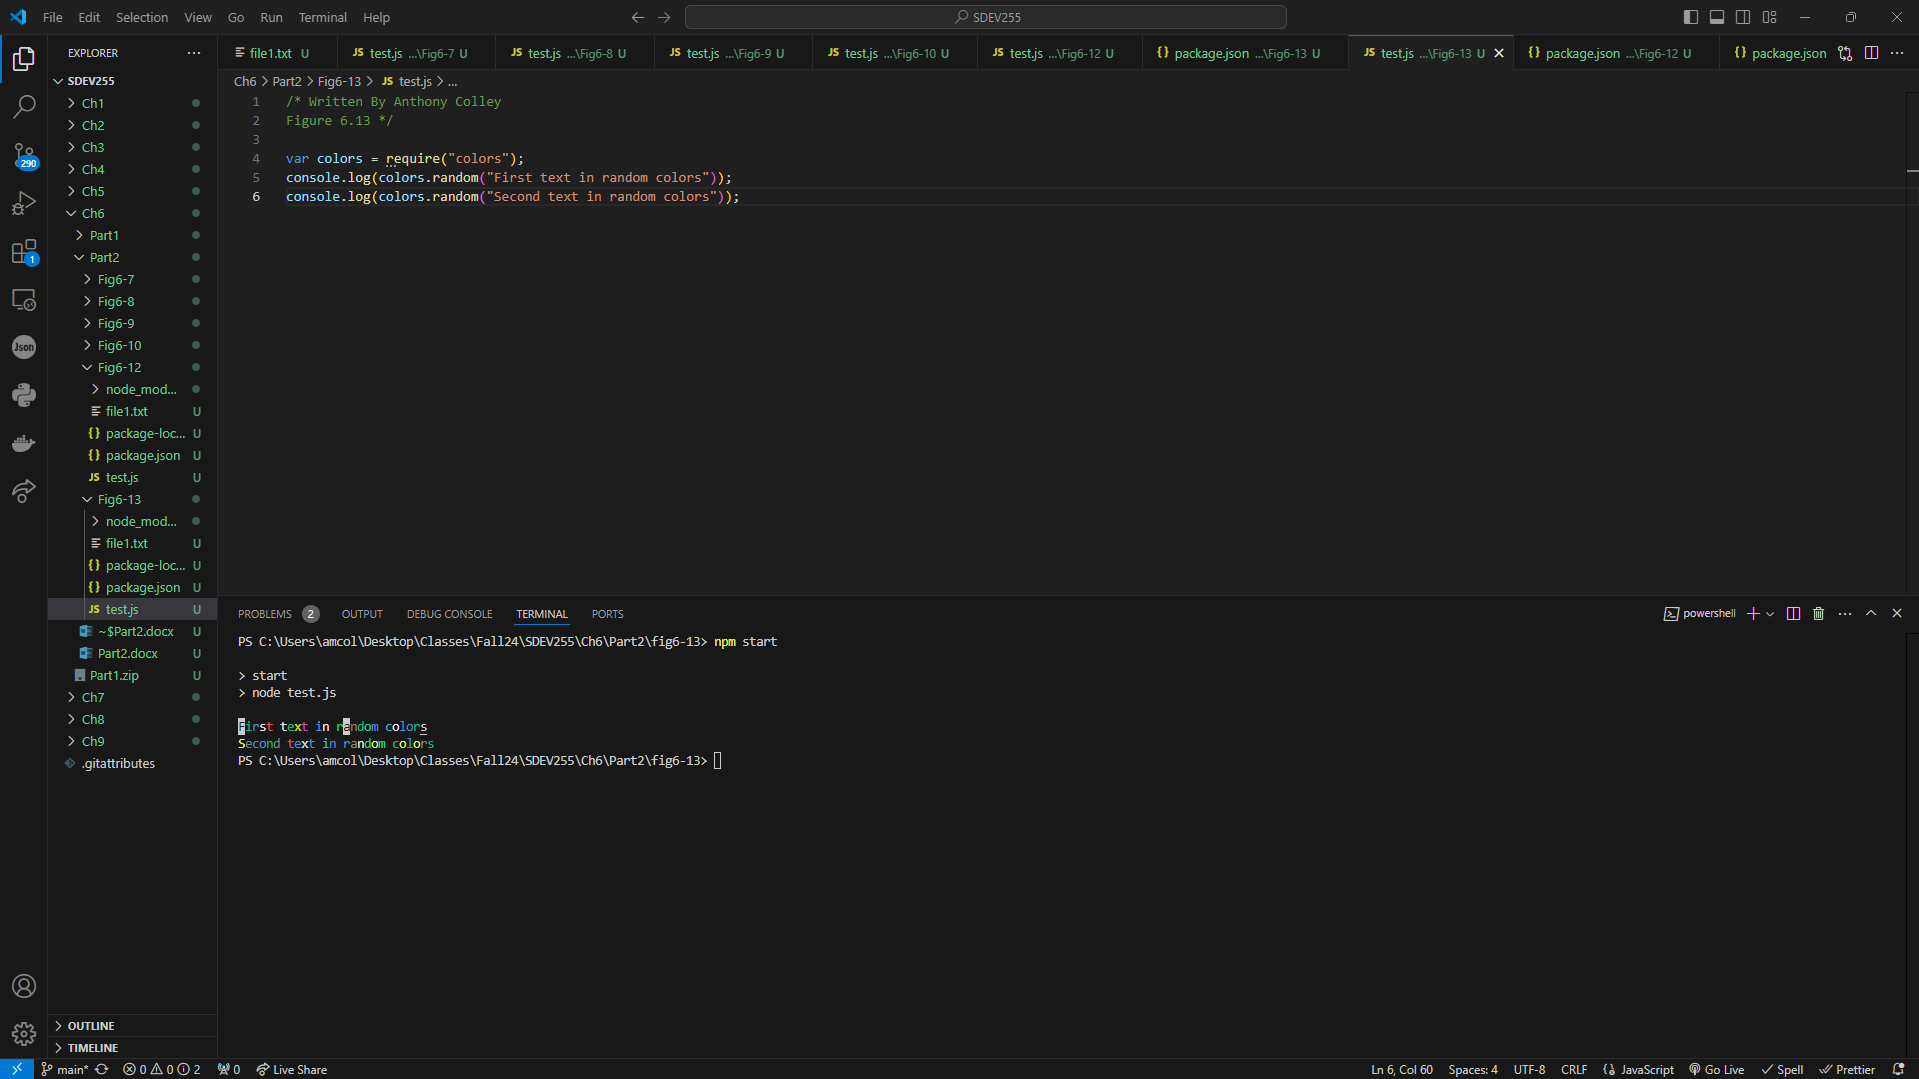 File Edit Selection View Go Run Terminal Help
SDEV255
EXPLORER
SDEV255
Ch1
Ch2
Ch3
Ch4
Ch5
Ch6
Part1
Part2
Fig6-7
Fig6-8
Fig6-9
Fig6-10
Fig6-12
node_mod...
file1.txt U
package-loc... U
package.json U
test.js U
Fig6-13
node_mod...
file1.txt U
package-loc... U
package.json U
test.js U
~$Part2.docx U
Part2.docx U
Part1.zip U
Ch7
Ch8
Ch9
.gitattributes
OUTLINE
TIMELINE
290
1
Json
file1.txt U test.js ...\Fig6-7 U test.js ...\Fig6-8 U test.js ...\Fig6-9 U test.js ...\Fig6-10 U test.js ...\Fig6-12 U package.json ...\Fig6-13 U test.js ...\Fig6-13 U package.json ...\Fig6-12 U package.json
Ch6 > Part2 > Fig6-13 > JS test.js > ...
1 /* Written By Anthony Colley
2 Figure 6.13 */
3
4 var colors = require("colors");
5 console.log(colors.random("First text in random colors"));
6 console.log(colors.random("Second text in random colors"));
PROBLEMS 2 OUTPUT DEBUG CONSOLE TERMINAL PORTS
powershell
PS C:\Users\amcol\Desktop\Classes\Fall24\SDEV255\Ch6\Part2\fig6-13> npm start
> start
> node test.js
First text in random colors
Second text in random colors
PS C:\Users\amcol\Desktop\Classes\Fall24\SDEV255\Ch6\Part2\fig6-13>
main* 0 0 2 0 Live Share
Ln 6, Col 60 Spaces: 4 UTF-8 CRLF {} JavaScript Go Live Spell Prettier